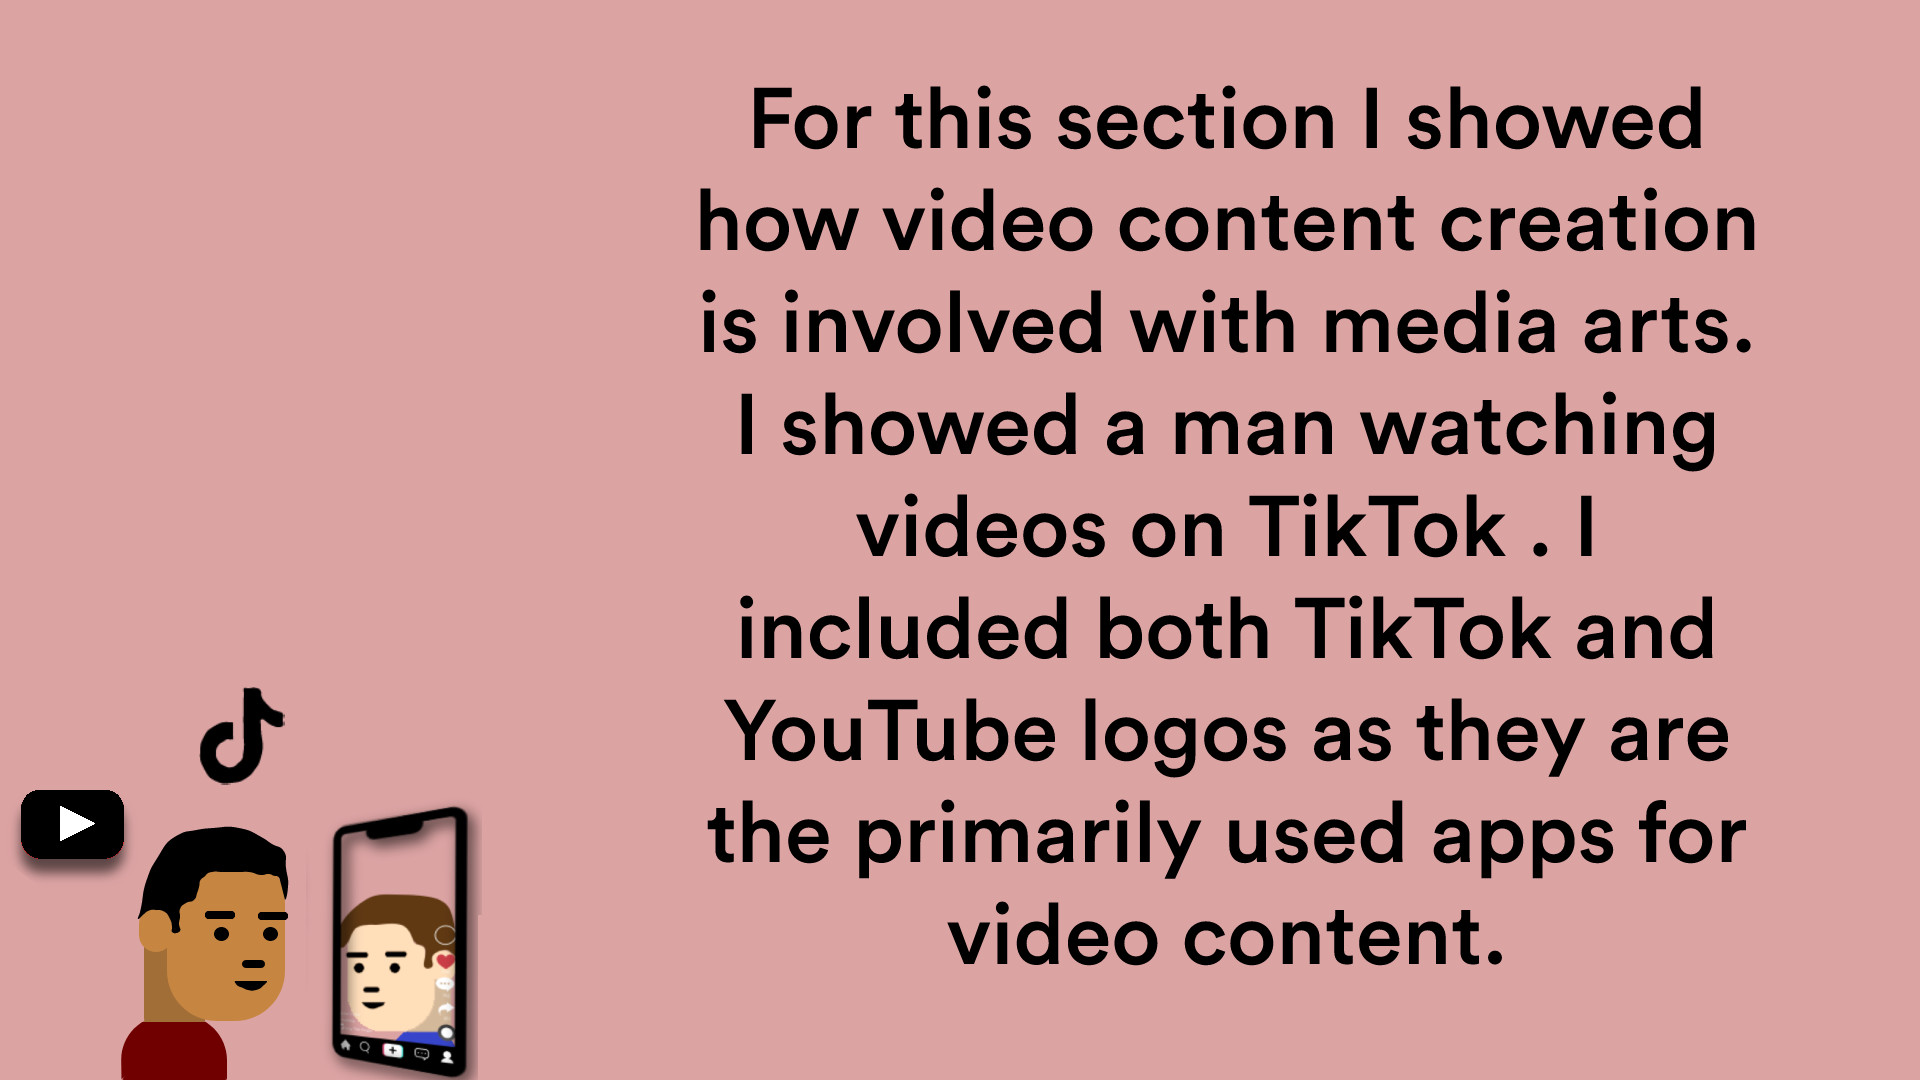 For this section I showed
how video content creation
is involved with media arts.
I showed a man watching
videos on TikTok . I
included both TikTok and
YouTube logos as they are
the primarily used apps for
video content.